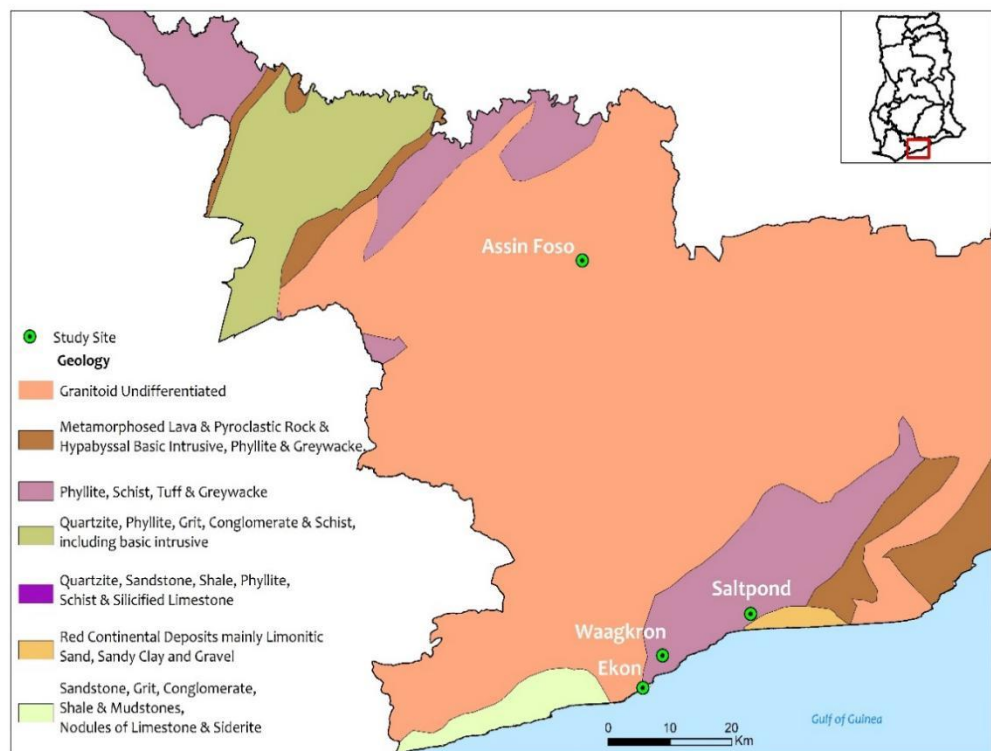 Assin Foso
Study Site
Geology
Granitoid Undifferentiated
Metamorphosed Lava & Pyroclastic Rock &
Hypabyssal Basic Intrusive, Phyllite & Greywacke,
Phyllite, Schist, Tuff & Greywacke
Quartzite, Phyllite, Grit, Conglomerate & Schist,
including basic intrusive
Quartzite, Sandstone, Shale, Phyllite,
Schist & Silicified Limestone
Red Continental Deposits mainly Limonitic
Sand, Sandy Clay and Gravel
Sandstone, Grit, Conglomerate,
Shale & Mudstones,
Nodules of Limestone & Siderite
Saltpond
Waagkron
Ekon
0 10 20
Km
Gulf of Guinea